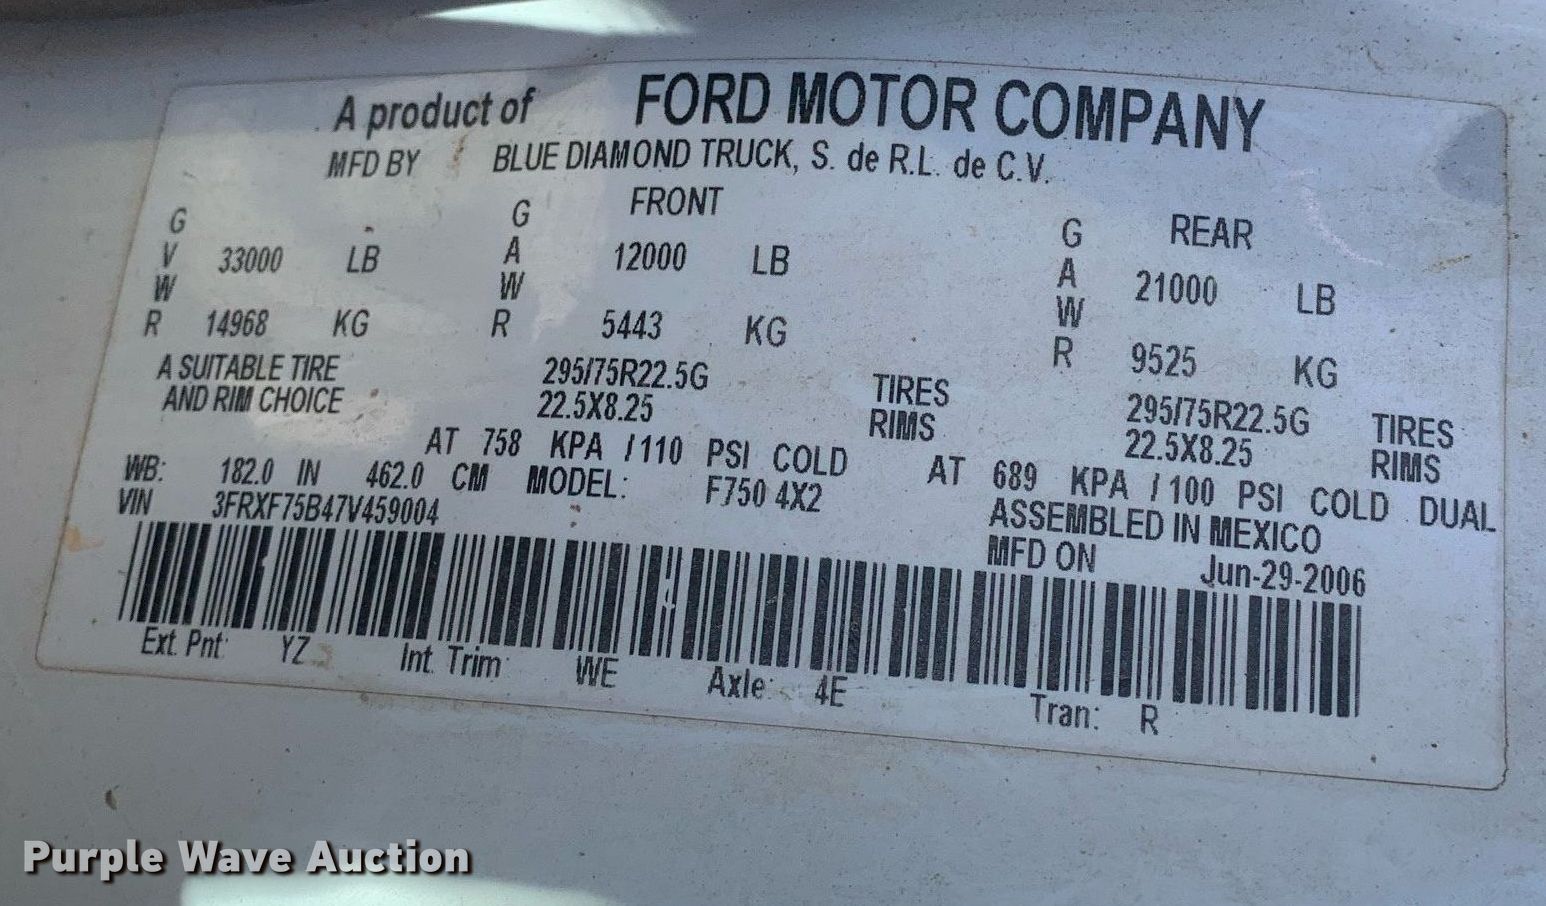 A product of FORD MOTOR COMPANY
MFD BY BLUE DIAMOND TRUCK, S. de R.L. de C.V.
GVWR 33000 LB 14968 KG
FRONT
GAWR 12000 LB 5443 KG
REAR
GAWR 21000 LB 9525 KG
A SUITABLE TIRE 295/75R22.5G TIRES 295/75R22.5G TIRES
AND RIM CHOICE 22.5X8.25 RIMS 22.5X8.25 RIMS
AT 758 KPA /110 PSI COLD AT 689 KPA /100 PSI COLD DUAL
WB: 182.0 IN 462.0 CM MODEL: F750 4X2 ASSEMBLED IN MEXICO
VIN 3FRXF75B47V459004 MFD ON Jun-29-2006
Ext. Pnt: YZ Int. Trim WE Axle: 4E Tran: R
Purple Wave Auction